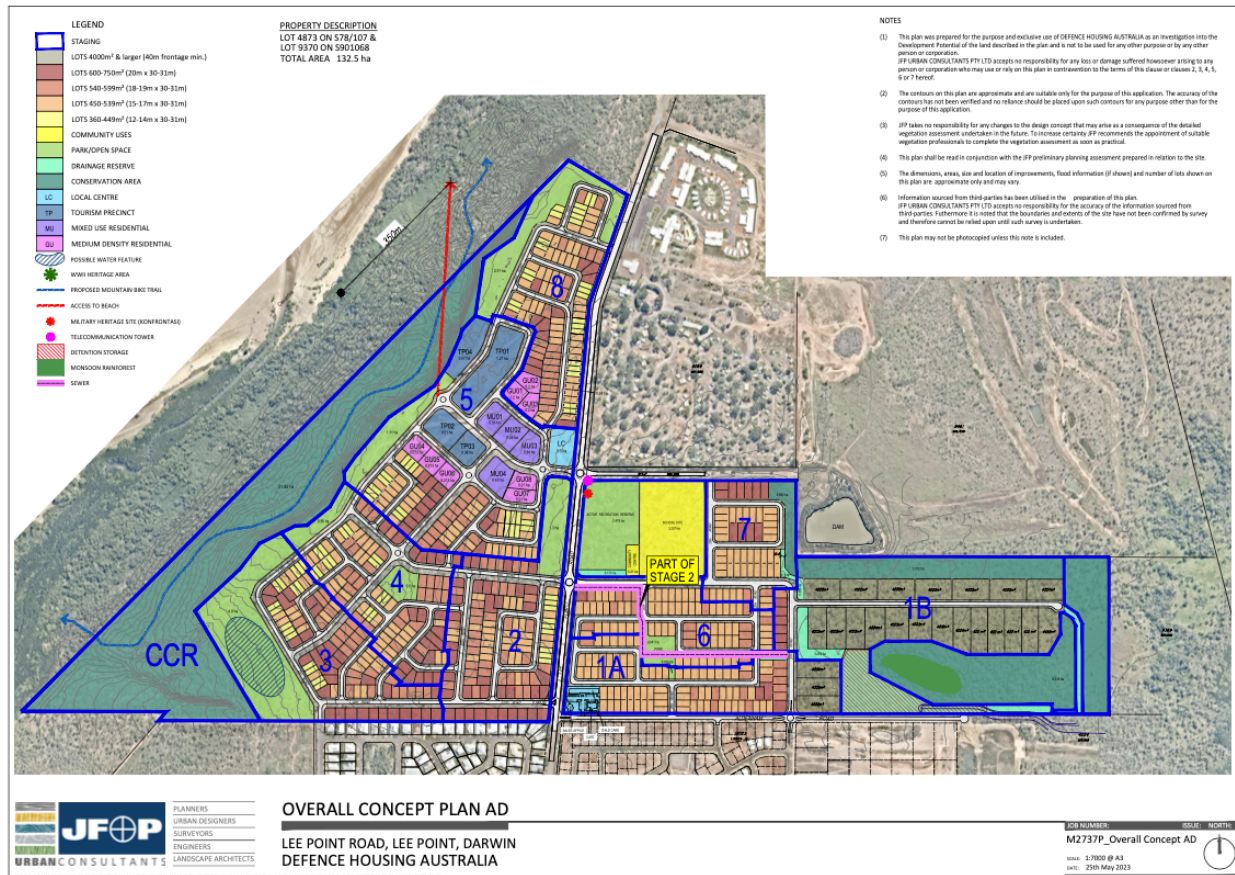 LEGEND
STAGING
LOTS 4000m² & larger (40m frontage min.)
LOTS 600-750m² (20m x 30-31m)
LOTS 540-599m² (18-19m x 30-31m)
LOTS 450-539m² (15-17m x 30-31m)
LOTS 360-449m² (12-14m x 30-31m)
COMMUNITY USES
PARK/OPEN SPACE
DRAINAGE RESERVE
CONSERVATION AREA
LC LOCAL CENTRE
TP TOURISM PRECINCT
MU MIXED USE RESIDENTIAL
GU MEDIUM DENSITY RESIDENTIAL
POSSIBLE WATER FEATURE
WWII HERITAGE AREA
PROPOSED MOUNTAIN BIKE TRAIL
ACCESS TO BEACH
MILITARY HERITAGE SITE (KONFRONTASI)
TELECOMMUNICATION TOWER
DETENTION STORAGE
MONSOON RAINFOREST
SEWER
PROPERTY DESCRIPTION
LOT 4873 ON S78/107 &
LOT 9370 ON S901068
TOTAL AREA 132.5 ha
NOTES
(1) This plan was prepared for the purpose and exclusive use of DEFENCE HOUSING AUSTRALIA as an Investigation into the
Development Potential of the land described in the plan and is not to be used for any other purpose or by any other
person or corporation.
JFP URBAN CONSULTANTS PTY LTD accepts no responsibility for any loss or damage suffered howsoever arising to any
person or corporation who may use or rely on this plan in contravention to the terms of this clause or clauses 2, 3, 4, 5,
6 or 7 hereof.
(2) The contours on this plan are approximate and are suitable only for the purpose of this application. The accuracy of the
contours has not been verified and no reliance should be placed upon such contours for any purpose other than for the
purpose of this application.
(3) JFP takes no responsibility for any changes to the design concept that may arise as a consequence of the detailed
vegetation assessment undertaken in the future. To increase certainty JFP recommends the appointment of suitable
vegetation professionals to complete the vegetation assessment as soon as practical.
(4) This plan shall be read in conjunction with the JFP preliminary planning assessment prepared in relation to the site.
(5) The dimensions, areas, size and location of improvements, flood information (if shown) and number of lots shown on
this plan are approximate only and may vary.
(6) Information sourced from third-parties has been utilised in the preparation of this plan.
JFP URBAN CONSULTANTS PTY LTD accepts no responsibility for the accuracy of the information sourced from
third-parties. Futhermore it is noted that the boundaries and extents of the site have not been confirmed by survey
and therefore cannot be relied upon until such survey is undertaken.
(7) This plan may not be photocopied unless this note is included.
350m
8
TP04
TP01
5
GU02
GU01
GU03
MU01
MU02
MU03
LC
TP02
TP03
GU04
GU05
GU06
MU04
GU08
GU07
7
DAM
PART OF
STAGE 2
4
2
3
6
1A
1B
CCR
JFP
URBAN CONSULTANTS
PLANNERS
URBAN DESIGNERS
SURVEYORS
ENGINEERS
LANDSCAPE ARCHITECTS
OVERALL CONCEPT PLAN AD
LEE POINT ROAD, LEE POINT, DARWIN
DEFENCE HOUSING AUSTRALIA
JOB NUMBER: ISSUE: NORTH:
M2737P_Overall Concept AD
SCALE: 1:7000 @ A3
DATE: 25th May 2023